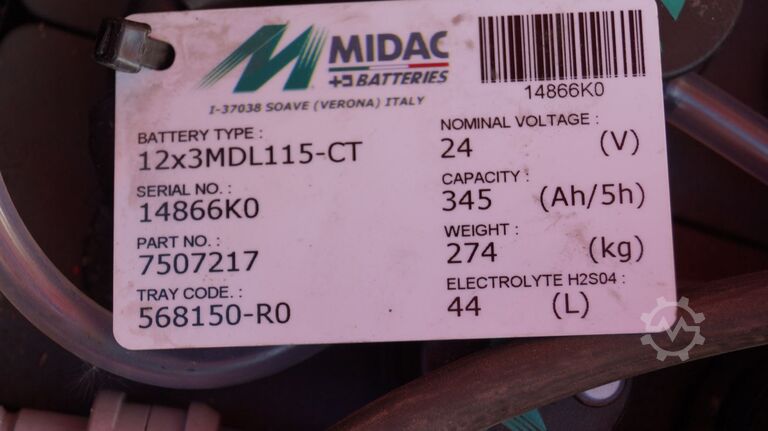 MIDAC
BATTERIES
I-37038 SOAVE (VERONA) ITALY
14866K0
BATTERY TYPE :
12x3MDL115-CT
SERIAL NO. :
14866K0
PART NO. :
7507217
TRAY CODE. :
568150-R0
NOMINAL VOLTAGE :
24 (V)
CAPACITY :
345 (Ah/5h)
WEIGHT :
274 (kg)
ELECTROLYTE H2S04 :
44 (L)